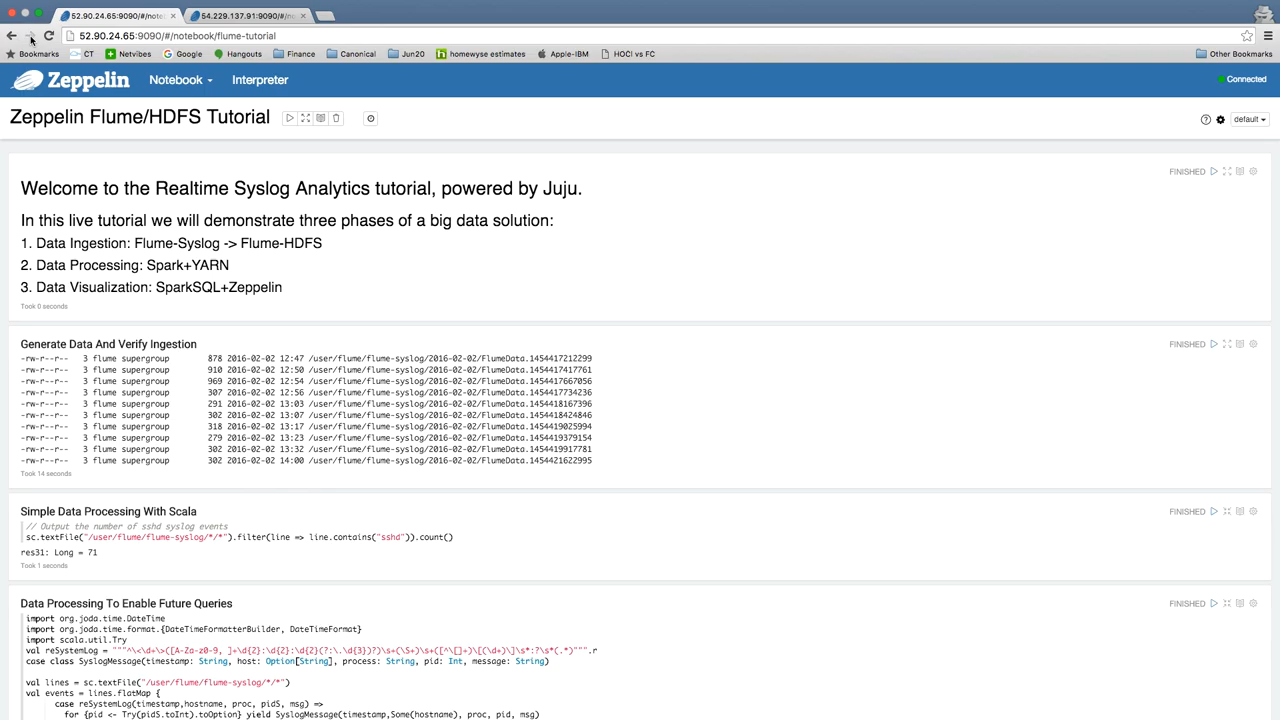 52.90.24.65:9090/#/note
54.229.137.91:9090/#/no
52.90.24.65:9090/#/notebook/flume-tutorial
Bookmarks CT Netvibes Google Hangouts Finance Canonical Jun20 homewyse estimates Apple-IBM HOCI vs FC Other Bookmarks
Zeppelin Notebook Interpreter Connected
Zeppelin Flume/HDFS Tutorial default
FINISHED
Welcome to the Realtime Syslog Analytics tutorial, powered by Juju.
In this live tutorial we will demonstrate three phases of a big data solution:
1. Data Ingestion: Flume-Syslog -> Flume-HDFS
2. Data Processing: Spark+YARN
3. Data Visualization: SparkSQL+Zeppelin
Took 0 seconds
Generate Data And Verify Ingestion FINISHED
-rw-r--r-- 3 flume supergroup 878 2016-02-02 12:47 /user/flume/flume-syslog/2016-02-02/FlumeData.1454417212299
-rw-r--r-- 3 flume supergroup 910 2016-02-02 12:50 /user/flume/flume-syslog/2016-02-02/FlumeData.1454417417761
-rw-r--r-- 3 flume supergroup 969 2016-02-02 12:54 /user/flume/flume-syslog/2016-02-02/FlumeData.1454417667056
-rw-r--r-- 3 flume supergroup 307 2016-02-02 12:56 /user/flume/flume-syslog/2016-02-02/FlumeData.1454417734236
-rw-r--r-- 3 flume supergroup 291 2016-02-02 13:03 /user/flume/flume-syslog/2016-02-02/FlumeData.1454418167396
-rw-r--r-- 3 flume supergroup 302 2016-02-02 13:07 /user/flume/flume-syslog/2016-02-02/FlumeData.1454418424846
-rw-r--r-- 3 flume supergroup 318 2016-02-02 13:17 /user/flume/flume-syslog/2016-02-02/FlumeData.1454419025994
-rw-r--r-- 3 flume supergroup 279 2016-02-02 13:23 /user/flume/flume-syslog/2016-02-02/FlumeData.1454419379154
-rw-r--r-- 3 flume supergroup 302 2016-02-02 13:32 /user/flume/flume-syslog/2016-02-02/FlumeData.1454419917781
-rw-r--r-- 3 flume supergroup 302 2016-02-02 14:00 /user/flume/flume-syslog/2016-02-02/FlumeData.1454421622995
Took 14 seconds
Simple Data Processing With Scala FINISHED
// Output the number of sshd syslog events
sc.textFile("/user/flume/flume-syslog/*/*").filter(line => line.contains("sshd")).count()
res31: Long = 71
Took 1 seconds
Data Processing To Enable Future Queries FINISHED
import org.joda.time.DateTime
import org.joda.time.format.{DateTimeFormatterBuilder, DateTimeFormat}
import scala.util.Try
val reSystemLog = """^\<\d+\>([A-Za-z0-9, ]+\d{2}:\d{2}:\d{2}(?:\.\d{3})?)\s+(\S+)\s+([^\[]+)\[(\d+)\]\s*:?\s*(.*)""".r
case class SyslogMessage(timestamp: String, host: Option[String], process: String, pid: Int, message: String)
val lines = sc.textFile("/user/flume/flume-syslog/*/*")
val events = lines.flatMap {
case reSystemLog(timestamp,hostname, proc, pidS, msg) =>
for {pid <- Try(pidS.toInt).toOption} yield SyslogMessage(timestamp,Some(hostname), proc, pid, msg)